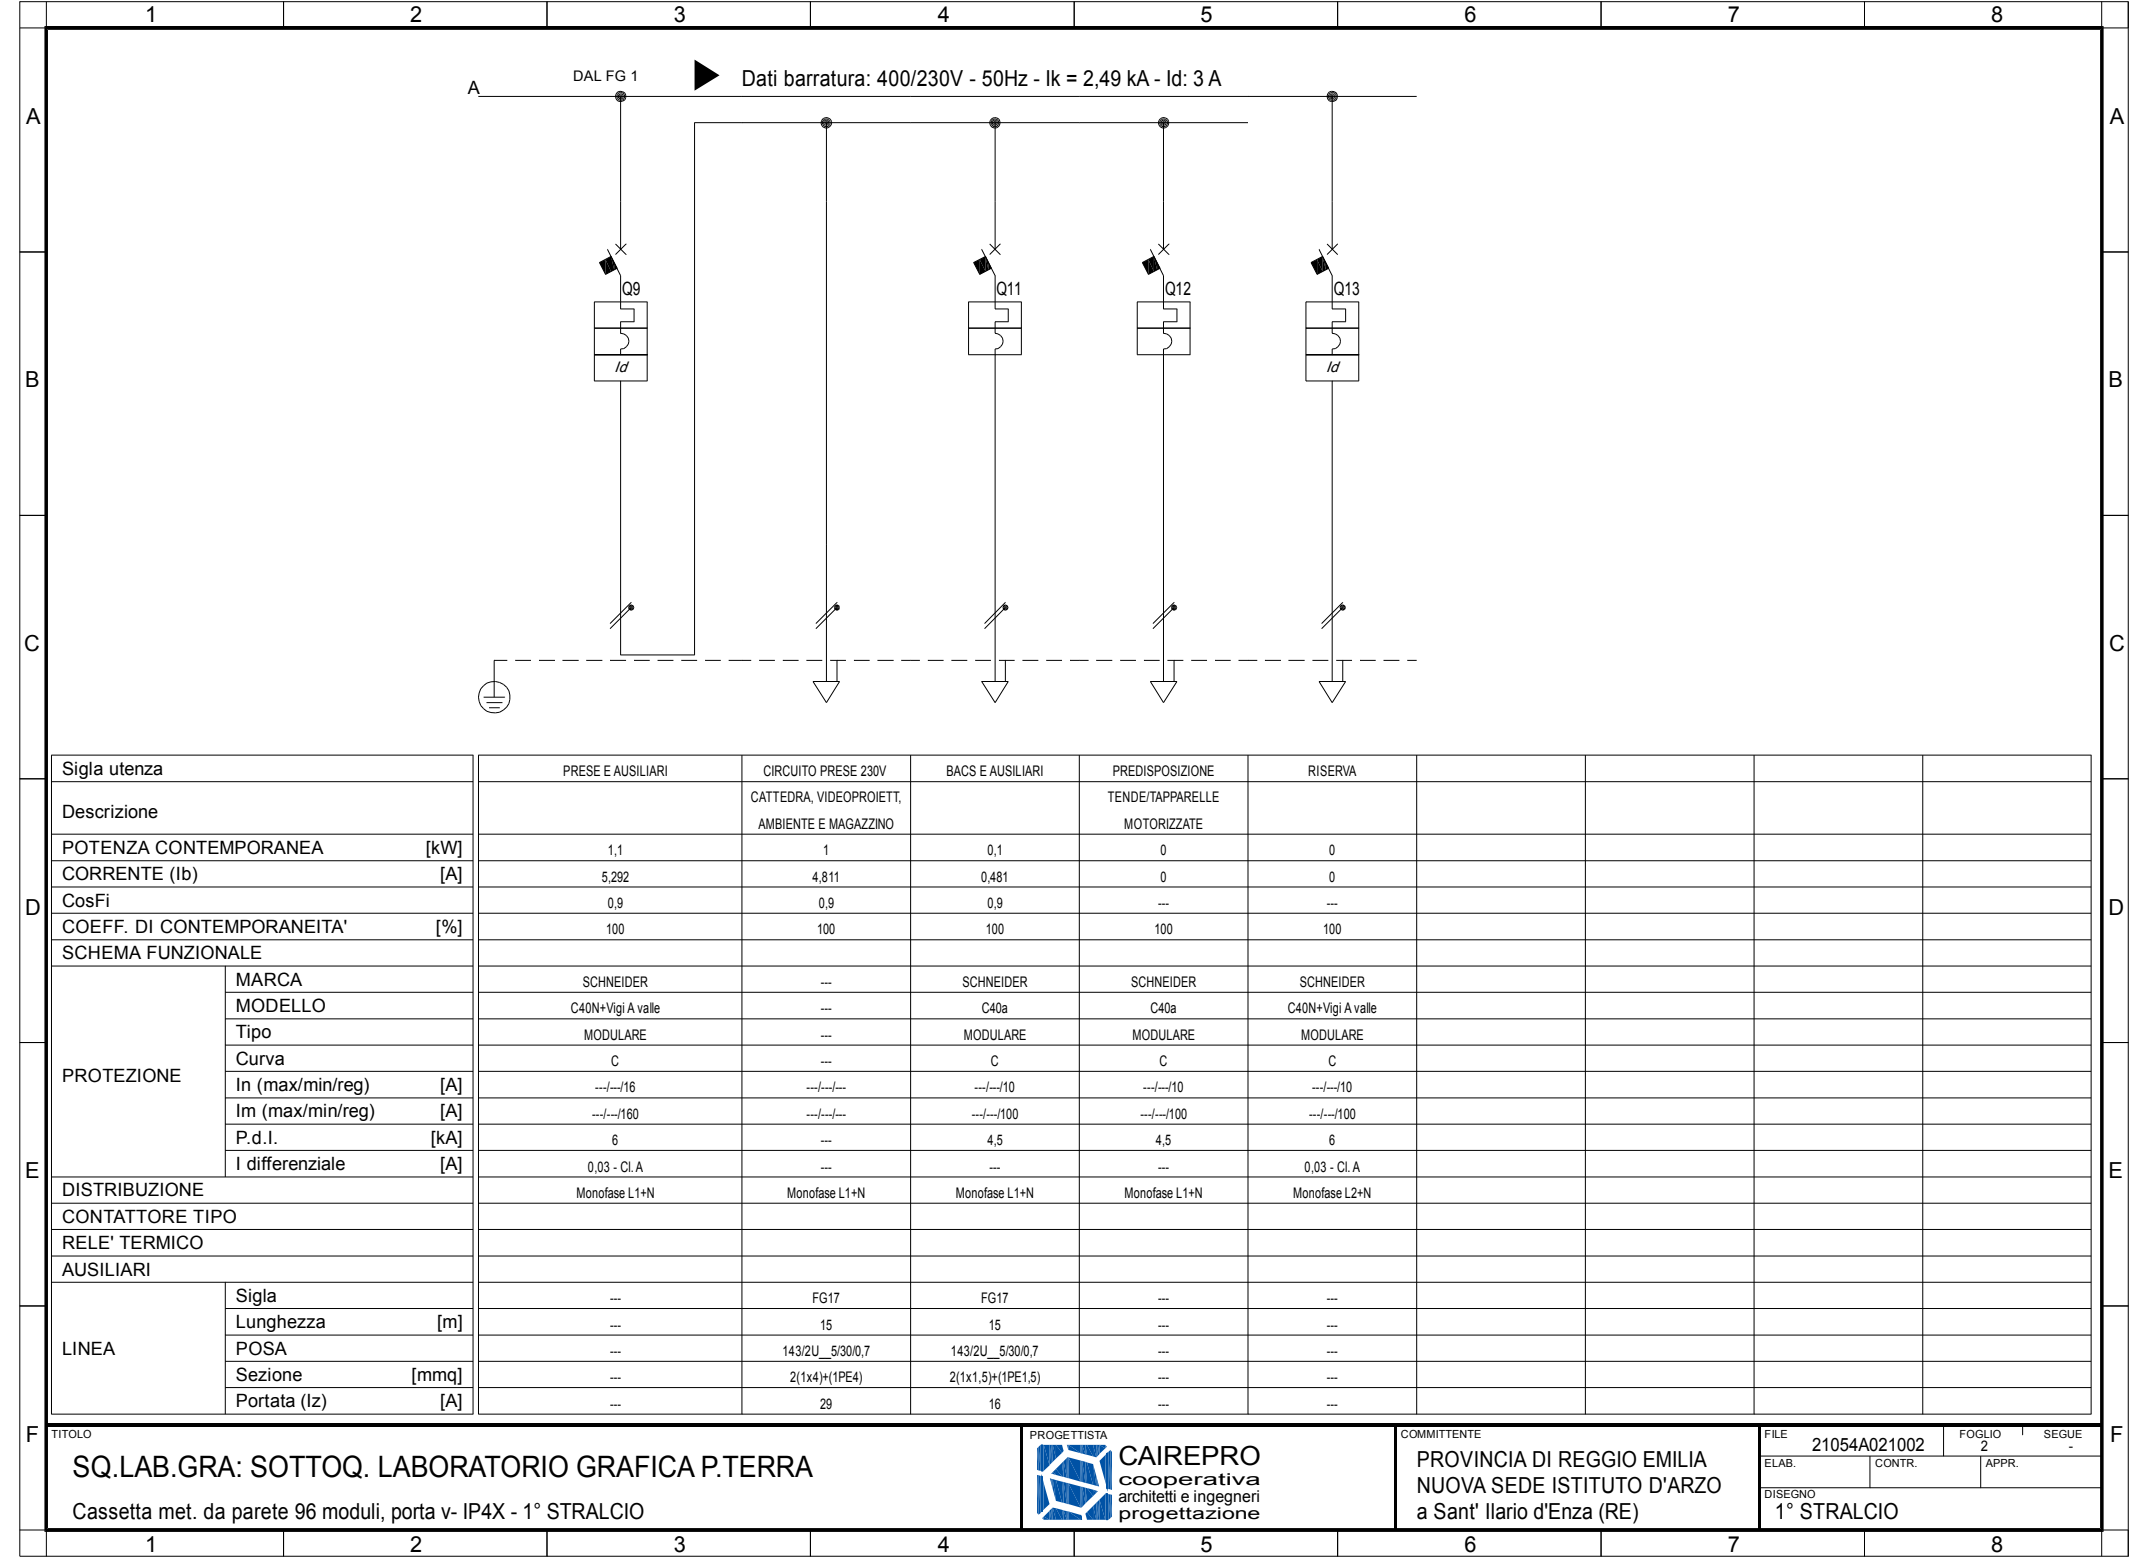 1 2 3 4 5 6 7 8
DAL FG 1
Dati barratura: 400/230V - 50Hz - Ik = 2,49 kA - Id: 3 A
A
A A
B B
C C
D D
E E
F F
Q9 Q11 Q12 Q13
Id Id
Sigla utenza PRESE E AUSILIARI CIRCUITO PRESE 230V BACS E AUSILIARI PREDISPOSIZIONE RISERVA
Descrizione CATTEDRA, VIDEOPROIETT, TENDE/TAPPARELLE
AMBIENTE E MAGAZZINO MOTORIZZATE
POTENZA CONTEMPORANEA [kW] 1,1 1 0,1 0 0
CORRENTE (Ib) [A] 5,292 4,811 0,481 0 0
CosFi 0,9 0,9 0,9 --- ---
COEFF. DI CONTEMPORANEITA' [%] 100 100 100 100 100
SCHEMA FUNZIONALE
PROTEZIONE
MARCA SCHNEIDER --- SCHNEIDER SCHNEIDER SCHNEIDER
MODELLO C40N+Vigi A valle --- C40a C40a C40N+Vigi A valle
Tipo MODULARE --- MODULARE MODULARE MODULARE
Curva C --- C C C
In (max/min/reg) [A] ---/---/16 ---/---/--- ---/---/10 ---/---/10 ---/---/10
Im (max/min/reg) [A] ---/---/160 ---/---/--- ---/---/100 ---/---/100 ---/---/100
P.d.I. [kA] 6 --- 4,5 4,5 6
I differenziale [A] 0,03 - Cl. A --- --- --- 0,03 - Cl. A
DISTRIBUZIONE Monofase L1+N Monofase L1+N Monofase L1+N Monofase L1+N Monofase L2+N
CONTATTORE TIPO
RELE' TERMICO
AUSILIARI
LINEA
Sigla --- FG17 FG17 --- ---
Lunghezza [m] --- 15 15 --- ---
POSA --- 143/2U__5/30/0,7 143/2U__5/30/0,7 --- ---
Sezione [mmq] --- 2(1x4)+(1PE4) 2(1x1,5)+(1PE1,5) --- ---
Portata (Iz) [A] --- 29 16 --- ---
TITOLO
SQ.LAB.GRA: SOTTOQ. LABORATORIO GRAFICA P.TERRA
Cassetta met. da parete 96 moduli, porta v- IP4X - 1° STRALCIO
PROGETTISTA
CAIREPRO
cooperativa
architetti e ingegneri
progettazione
COMMITTENTE
PROVINCIA DI REGGIO EMILIA
NUOVA SEDE ISTITUTO D'ARZO
a Sant' Ilario d'Enza (RE)
FILE 21054A021002
FOGLIO 2
SEGUE -
ELAB. CONTR. APPR.
DISEGNO
1° STRALCIO
1 2 3 4 5 6 7 8